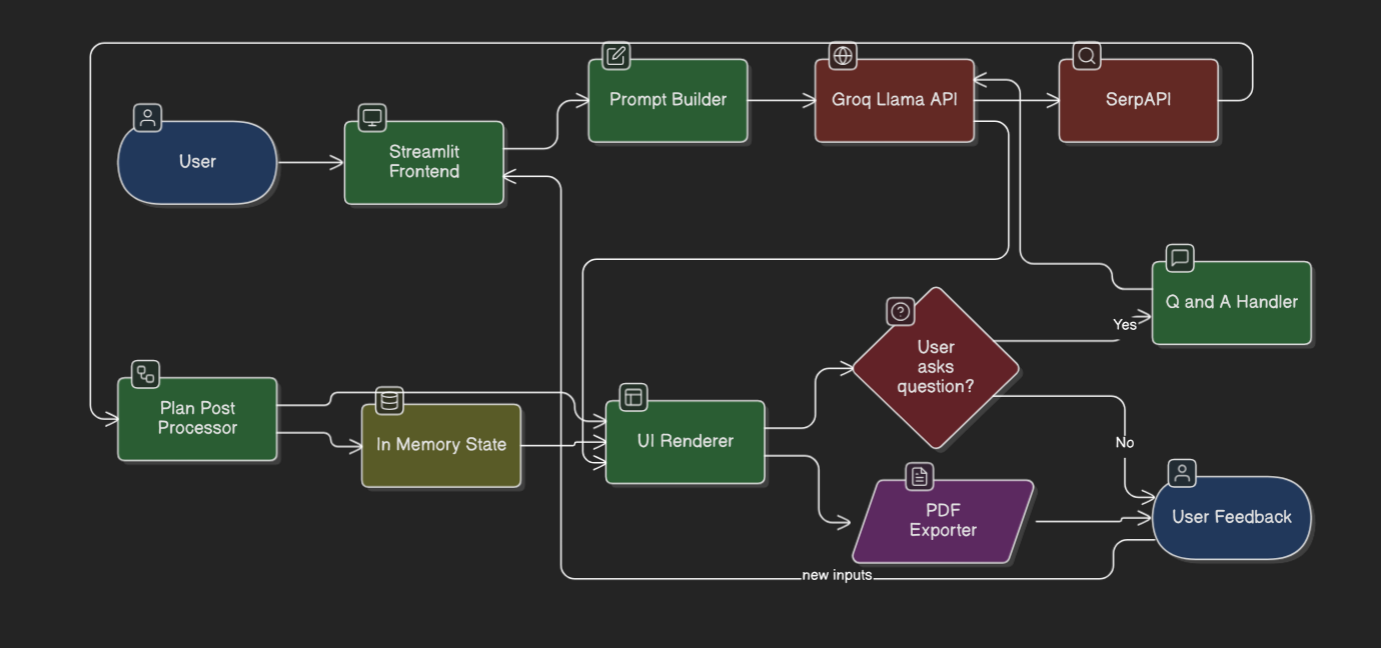 Prompt Builder
Groq Llama API
SerpAPI
User
Streamlit
Frontend
Q and A Handler
Yes
User
asks
question?
Plan Post
Processor
In Memory State
UI Renderer
No
PDF
Exporter
User Feedback
new inputs